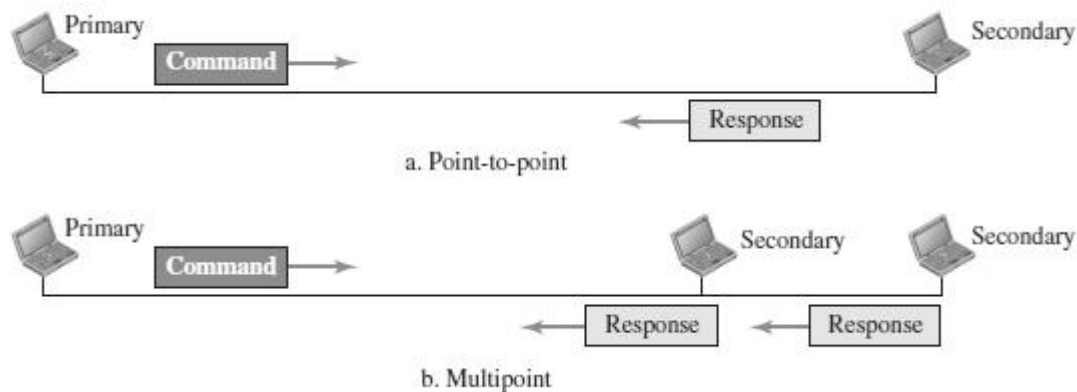 Primary
Secondary
Command
Response
a. Point-to-point
Primary
Secondary
Secondary
Command
Response
Response
b. Multipoint